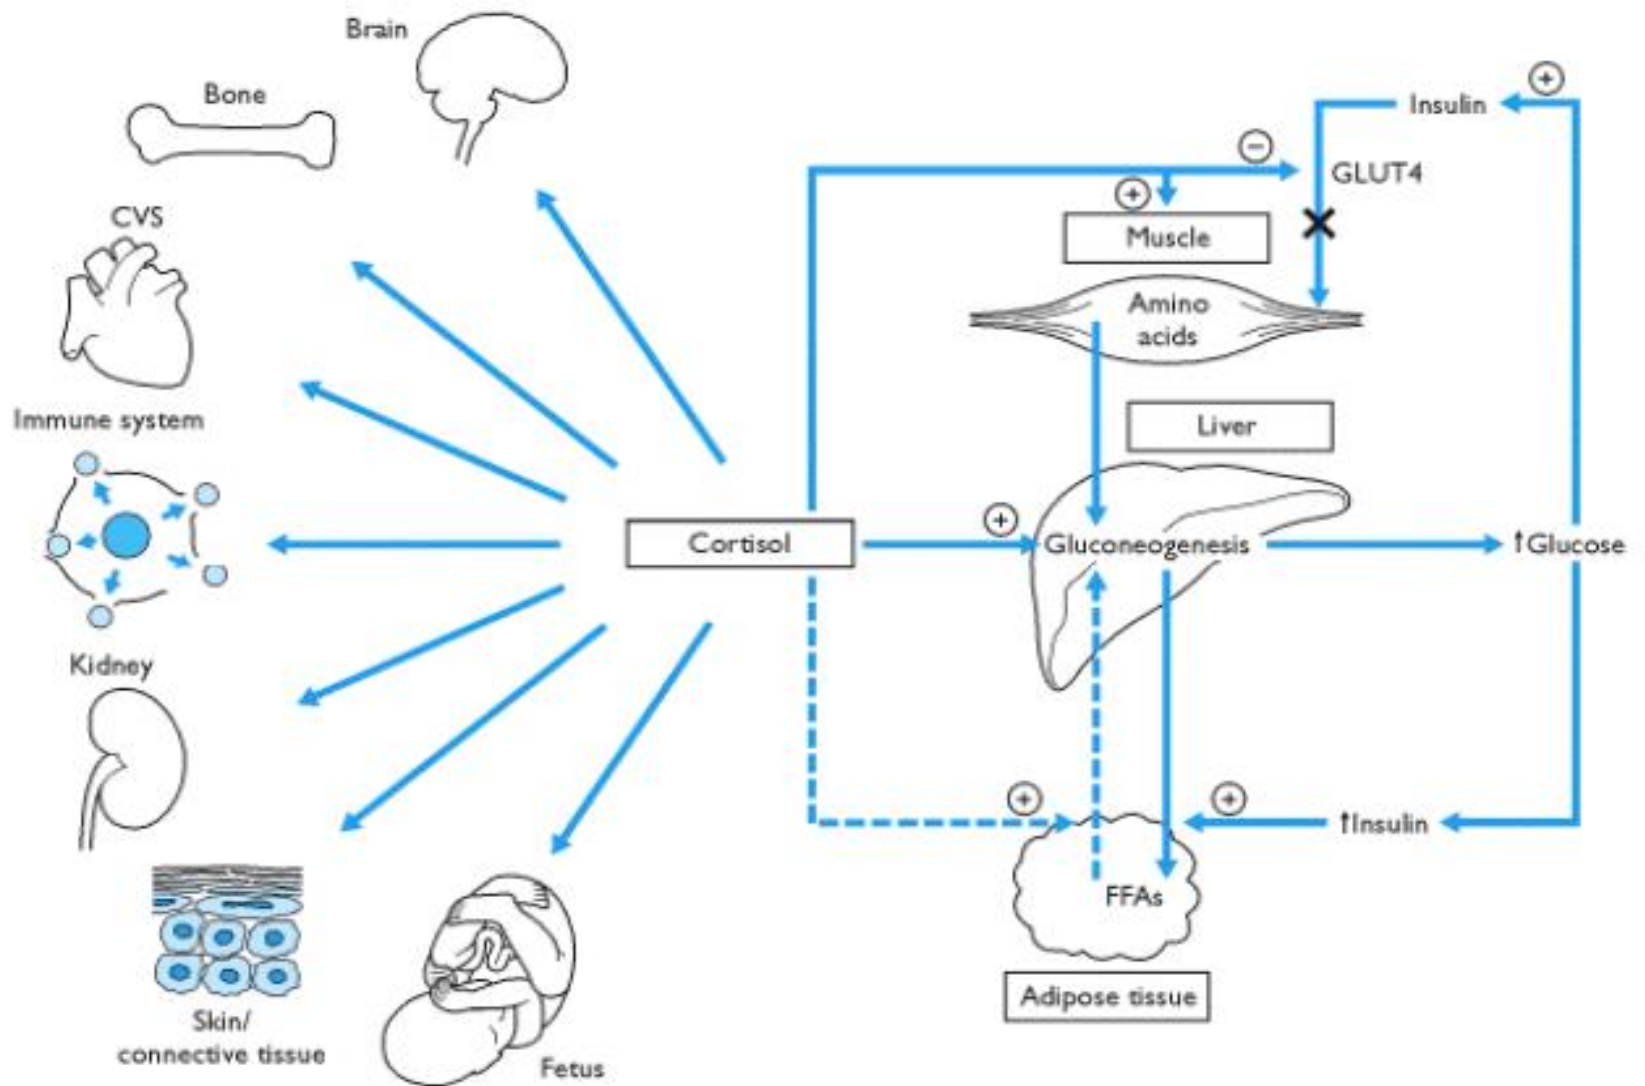 Brain
Bone
CVS
Immune system
Kidney
Skin/
connective tissue
Fetus
Cortisol
+
−
+
Insulin
GLUT4
Muscle
Amino
acids
Liver
+
Gluconeogenesis
↑Glucose
+
+
↑Insulin
FFAs
Adipose tissue
+